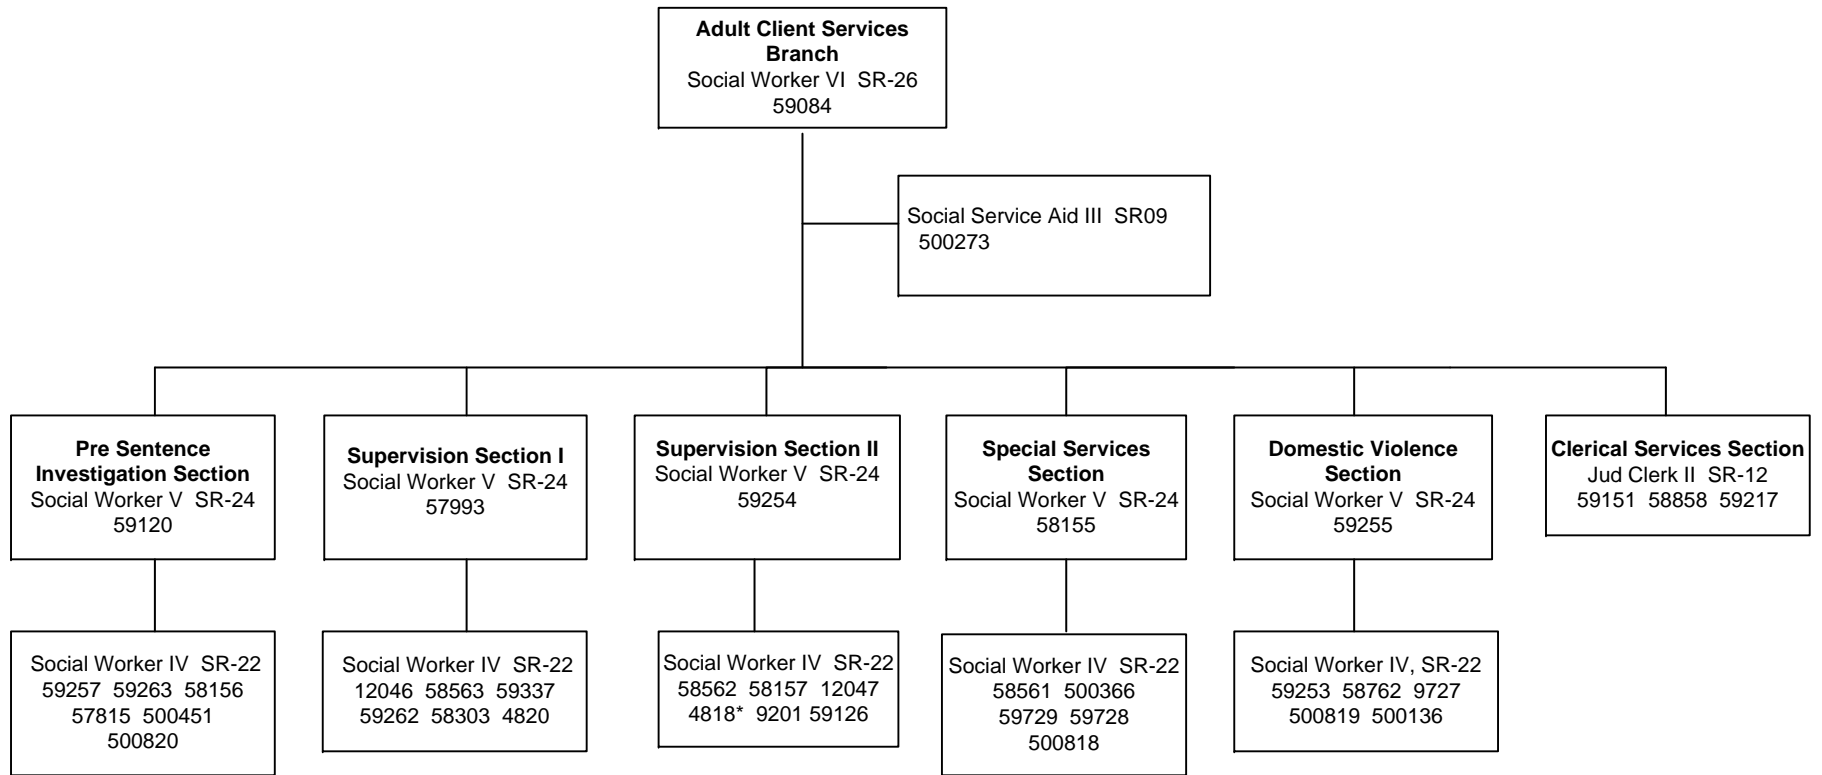 Adult Client Services
Branch
Social Worker VI  SR-26
59084
Social Service Aid III  SR09
500273
Pre Sentence
Investigation Section
Social Worker V  SR-24
59120
Supervision Section I
Social Worker V  SR-24
57993
Supervision Section II
Social Worker V  SR-24
59254
Special Services
Section
Social Worker V  SR-24
58155
Domestic Violence
Section
Social Worker V  SR-24
59255
Clerical Services Section
Jud Clerk II  SR-12
59151  58858  59217
Social Worker IV  SR-22
59257  59263  58156
57815  500451
500820
Social Worker IV  SR-22
12046  58563  59337
59262  58303  4820
Social Worker IV  SR-22
58562  58157  12047
4818*  9201 59126
Social Worker IV  SR-22
58561  500366
59729  59728
500818
Social Worker IV, SR-22
59253  58762  9727
500819  500136